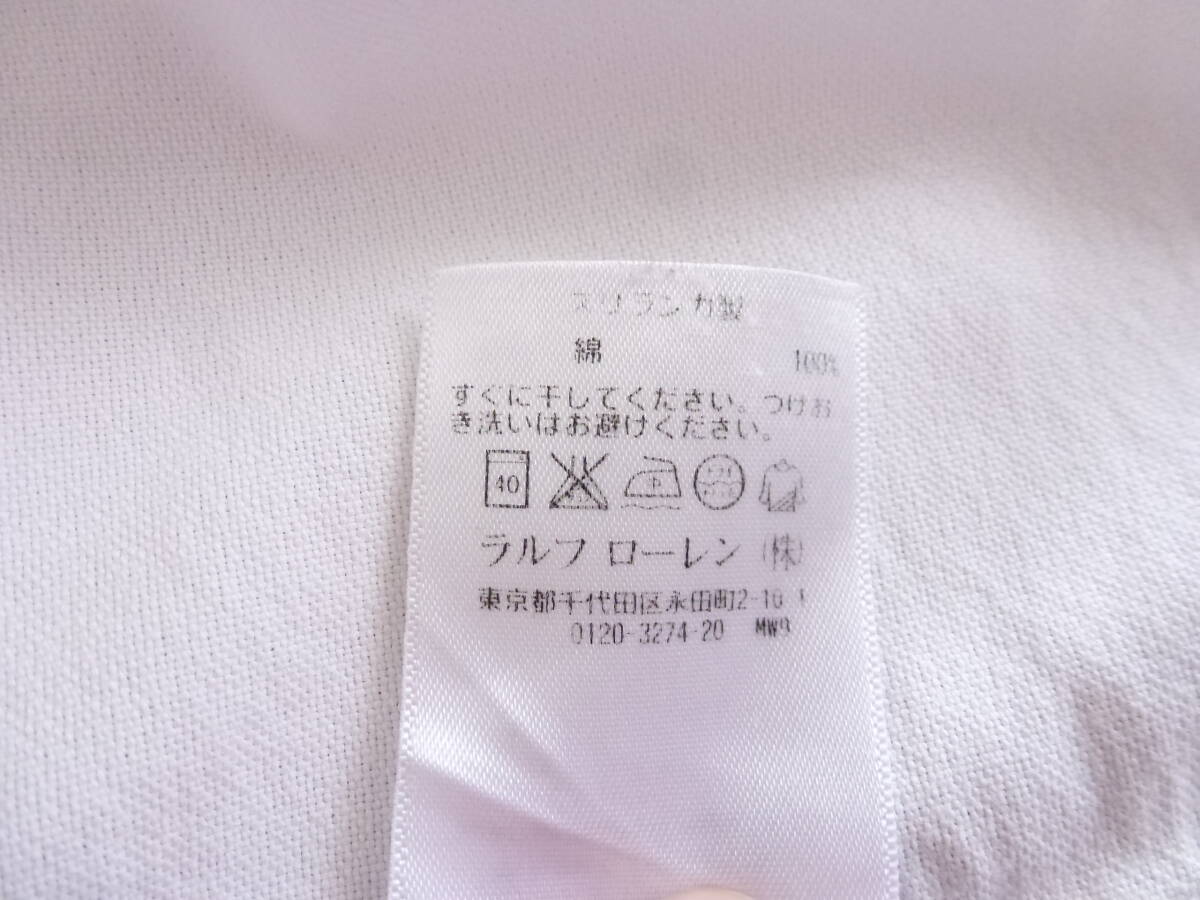 スリランカ製
綿 100%
すぐに干してください。つけお
き洗いはお避けください。
40 中
ラルフ ローレン (株)
東京都千代田区永田町2-10
0120-3274-20 MW9